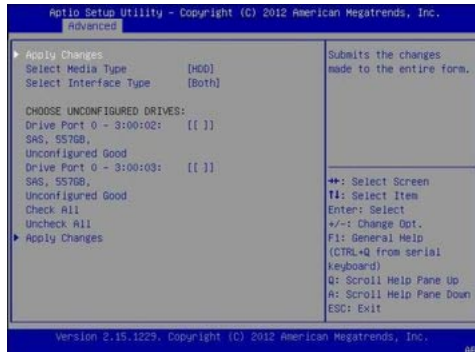 Aptio Setup Utility - Copyright (C) 2012 American Megatrends, Inc.
Advanced
Apply Changes
Select Media Type [HDD]
Select Interface Type [Both]
CHOOSE UNCONFIGURED DRIVES:
Drive Port 0 - 3:00:02: [[ ]]
SAS, 557GB,
Unconfigured Good
Drive Port 0 - 3:00:03: [[ ]]
SAS, 557GB,
Unconfigured Good
Check All
Uncheck All
Apply Changes
Submits the changes
made to the entire form.
: Select Screen
: Select Item
Enter: Select
+/-: Change Opt.
F1: General Help
(CTRL+Q from serial
keyboard)
Q: Scroll Help Pane Up
A: Scroll Help Pane Down
ESC: Exit
Version 2.15.1229. Copyright (C) 2012 American Megatrends, Inc.